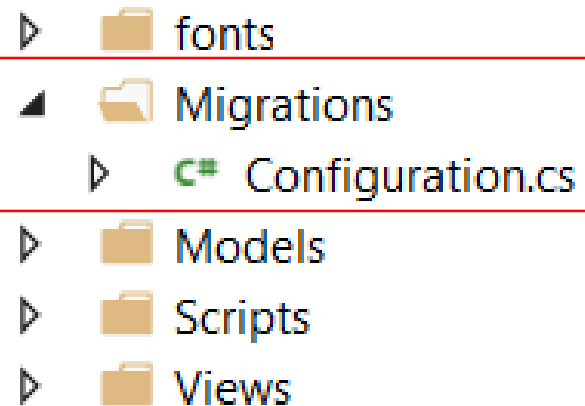 fonts
Migrations
C# Configuration.cs
Models
Scripts
Views